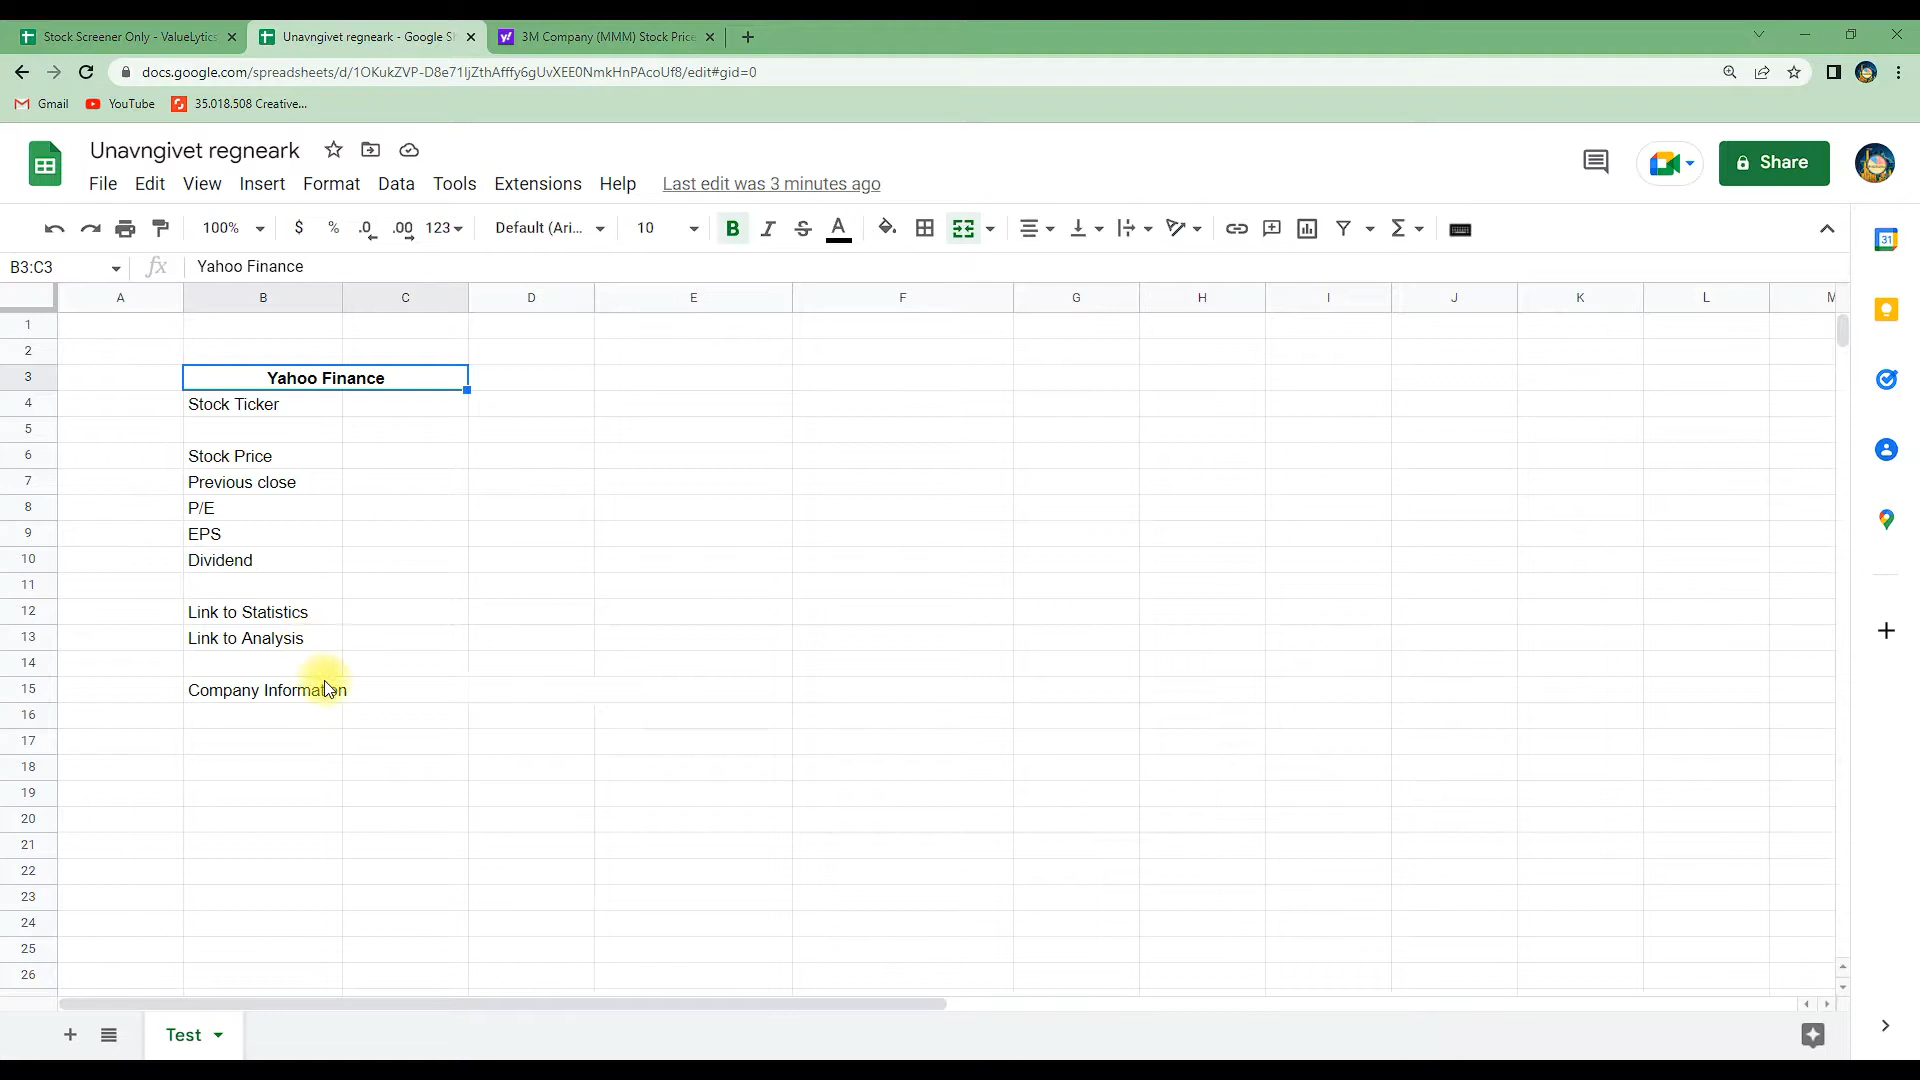 Stock Screener Only - ValueLytics
Unavngivet regneark - Google Sh
3M Company (MMM) Stock Price
docs.google.com/spreadsheets/d/1OKukZVP-D8e71IjZthAfffy6gUvXEE0NmkHnPAcoUf8/edit#gid=0
Gmail
YouTube
35.018.508 Creative...
Unavngivet regneark
Share
File Edit View Insert Format Data Tools Extensions Help Last edit was 3 minutes ago
100% $ % .0 .00 123 Default (Ari... 10 B I S A
B3:C3 fx Yahoo Finance
31
A B C D E F G H I J K L M
1
2
3 Yahoo Finance
4 Stock Ticker
5
6 Stock Price
7 Previous close
8 P/E
9 EPS
10 Dividend
11
12 Link to Statistics
13 Link to Analysis
14
15 Company Information
16
17
18
19
20
21
22
23
24
25
26
Test